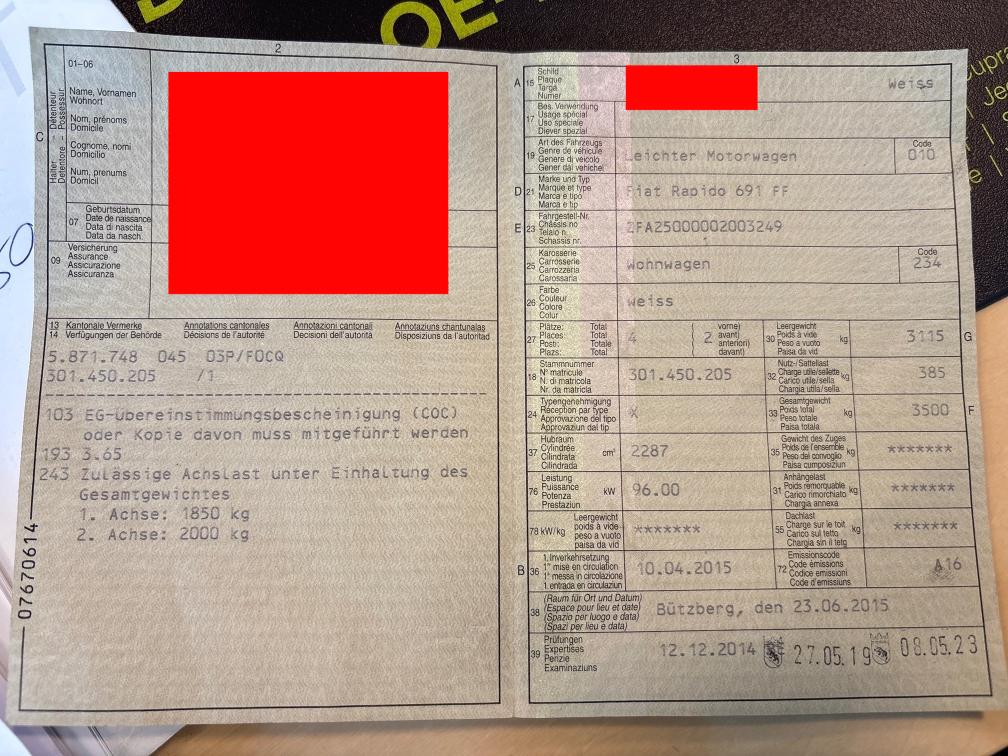 OE
upra
Je
2
01-06
C
Halter Détenteur
Detentore Possessur
Name, Vornamen
Wohnort
Nom, prénoms
Domicile
Cognome, nomi
Domicilio
Num, prenums
Domicil
07 Geburtsdatum
Date de naissance
Data di nascita
Data da nasch.
09 Versicherung
Assurance
Assicurazione
Assicuranza
13 Kantonale Vermerke Annotations cantonales Annotazioni cantonali Annotaziuns chantunalas
14 Verfügungen der Behörde Décisions de l'autorité Decisioni dell'autorità Disposiziuns da l'autoritad
5.871.748 045 03P/FOCQ
301.450.205 /1
103 EG-Übereinstimmungsbescheinigung (COC)
oder Kopie davon muss mitgeführt werden
193 3.65
243 Zulässige Achslast unter Einhaltung des
Gesamtgewichtes
1. Achse: 1850 kg
2. Achse: 2000 kg
07670614
3
A 15 Schild
Plaque
Targa
Numer
Weiss
17 Bes. Verwendung
Usage spécial
Uso speciale
Diever spezial
19 Art des Fahrzeugs
Genre de véhicule
Genere di veicolo
Gener dal vehichel
Leichter Motorwagen
Code
010
D 21 Marke und Typ
Marque et type
Marca e tipo
Marca e tip
Fiat Rapido 691 FF
E 23 Fahrgestell-Nr.
Châssis no
Telaio n.
Schassis nr.
ZFA25000002003249
25 Karosserie
Carrosserie
Carrozzeria
Carossaria
Wohnwagen
Code
234
26 Farbe
Couleur
Colore
Colur
weiss
27 Plätze: Total
Places: Total
Posti: Totale
Plazs: Total
4
2
vorne)
avant)
anteriori)
davant)
30 Leergewicht
Poids à vide
Peso a vuoto
Paisa da vid
kg
3115
G
18 Stammnummer
N° matricule
N. di matricola
Nr. da matricla
301.450.205
32 Nutz-/Sattellast
Charge utile/sellette
Carico utile/sella
Chargia utila/sella
kg
385
24 Typengenehmigung
Réception par type
Approvazione del tipo
Approvaziun dal tip
X
33 Gesamtgewicht
Poids total
Peso totale
Paisa totala
kg
3500
F
37 Hubraum
Cylindrée
Cilindrata
Cilindrada
cm³
2287
35 Gewicht des Zuges
Poids de l'ensemble
Peso del convoglio
Paisa cumposiziun
kg
*******
76 Leistung
Puissance
Potenza
Prestaziun
kW
96.00
31 Anhängelast
Poids remorquable
Carico rimorchiato
Chargia annexa
kg
*******
78 kW/kg Leergewicht
poids à vide
peso a vuoto
paisa da vid
*******
55 Dachlast
Charge sur le toit
Carico sul tetto
Chargia sin il tetg
kg
*******
B 36 1. Inverkehrsetzung
1re mise en circulation
1a messa in circolazione
1. entrada en circulaziun
10.04.2015
72 Emissionscode
Code émissions
Codice emissioni
Code d'emissiuns
A16
38 (Raum für Ort und Datum)
(Espace pour lieu et date)
(Spazio per luogo e data)
(Spazi per lieu e data)
Bützberg, den 23.06.2015
39 Prüfungen
Expertises
Perizie
Examinaziuns
12.12.2014 27.05.19 08.05.23